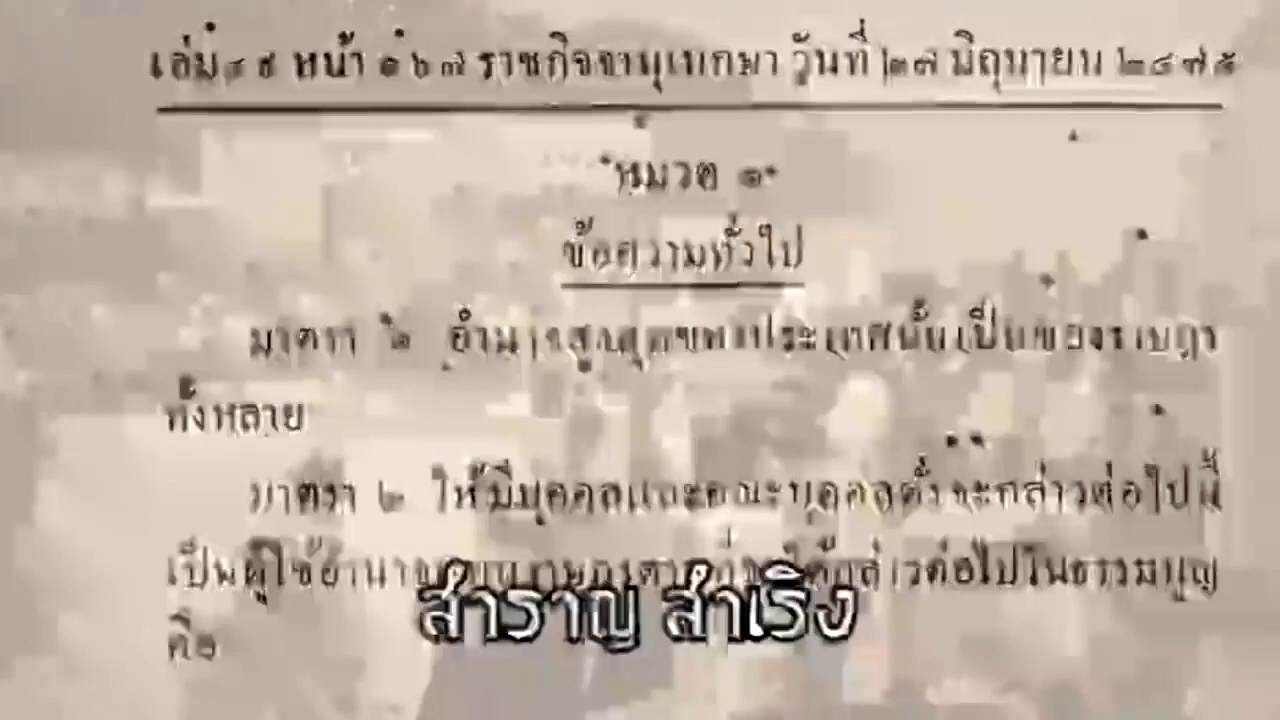 เล่ม ๔๙ หน้า ๑๖๗ ราชกิจจานุเบกษา วันที่ ๒๗ มิถุนายน ๒๔๗๕
หมวด ๑
ข้อความทั่วไป
มาตรา ๑ อำนาจสูงสุดของประเทศนั้นเป็นของราษฎร
ทั้งหลาย
มาตรา ๒ ให้มีบุคคลและคณะบุคคลดั่งจะกล่าวต่อไปนี้
เป็นผู้ใช้อำนาจ กล่าวต่อไปในธรรมนูญ
คือ
สำราญ สำเริง